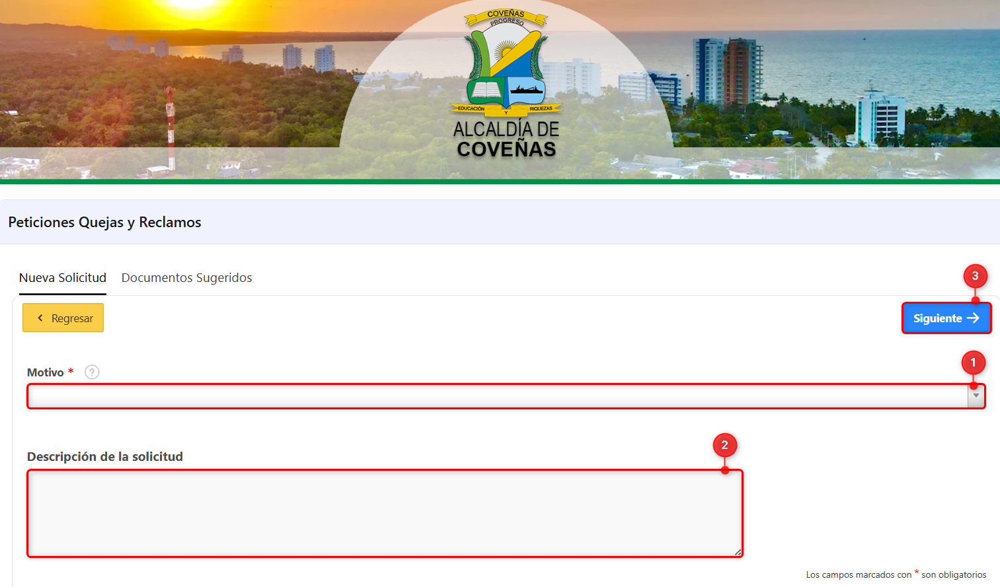 COVEÑAS
PROGRESO
EDUCACIÓN Y RIQUEZAS
ALCALDÍA DE
COVEÑAS
Peticiones Quejas y Reclamos
Nueva Solicitud Documentos Sugeridos
3
Regresar
Siguiente
Motivo * ?
1
Descripción de la solicitud
2
Los campos marcados con * son obligatorios